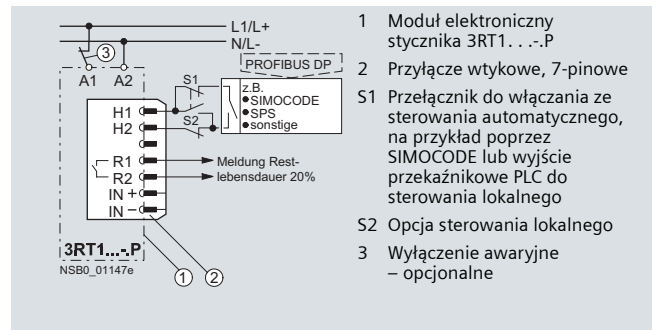 L1/L+
N/L-
3
PROFIBUS DP
A1 A2
S1
z.B.
●SIMOCODE
●SPS
●sonstige
H1
H2
S2
R1
R2
Meldung Rest-
lebensdauer 20%
IN +
IN −
3RT1...-.P
NSB0_01147e
1
2
1 Moduł elektroniczny
stycznika 3RT1. . .-.P
2 Przyłącze wtykowe, 7-pinowe
S1 Przełącznik do włączania ze
sterowania automatycznego,
na przykład poprzez
SIMOCODE lub wyjście
przekaźnikowe PLC do
sterowania lokalnego
S2 Opcja sterowania lokalnego
3 Wyłączenie awaryjne
– opcjonalne